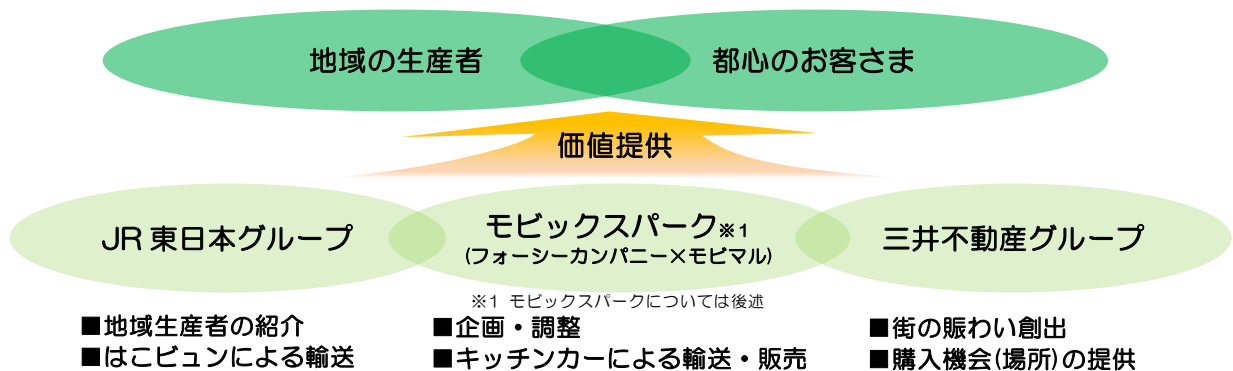 地域の生産者
都心のお客さま
価値提供
JR東日本グループ
モビックスパーク※1
(フォーシーカンパニー×モビマル)
三井不動産グループ
※1 モビックスパークについては後述
■地域生産者の紹介
■はこビュンによる輸送
■企画・調整
■キッチンカーによる輸送・販売
■街の賑わい創出
■購入機会(場所)の提供